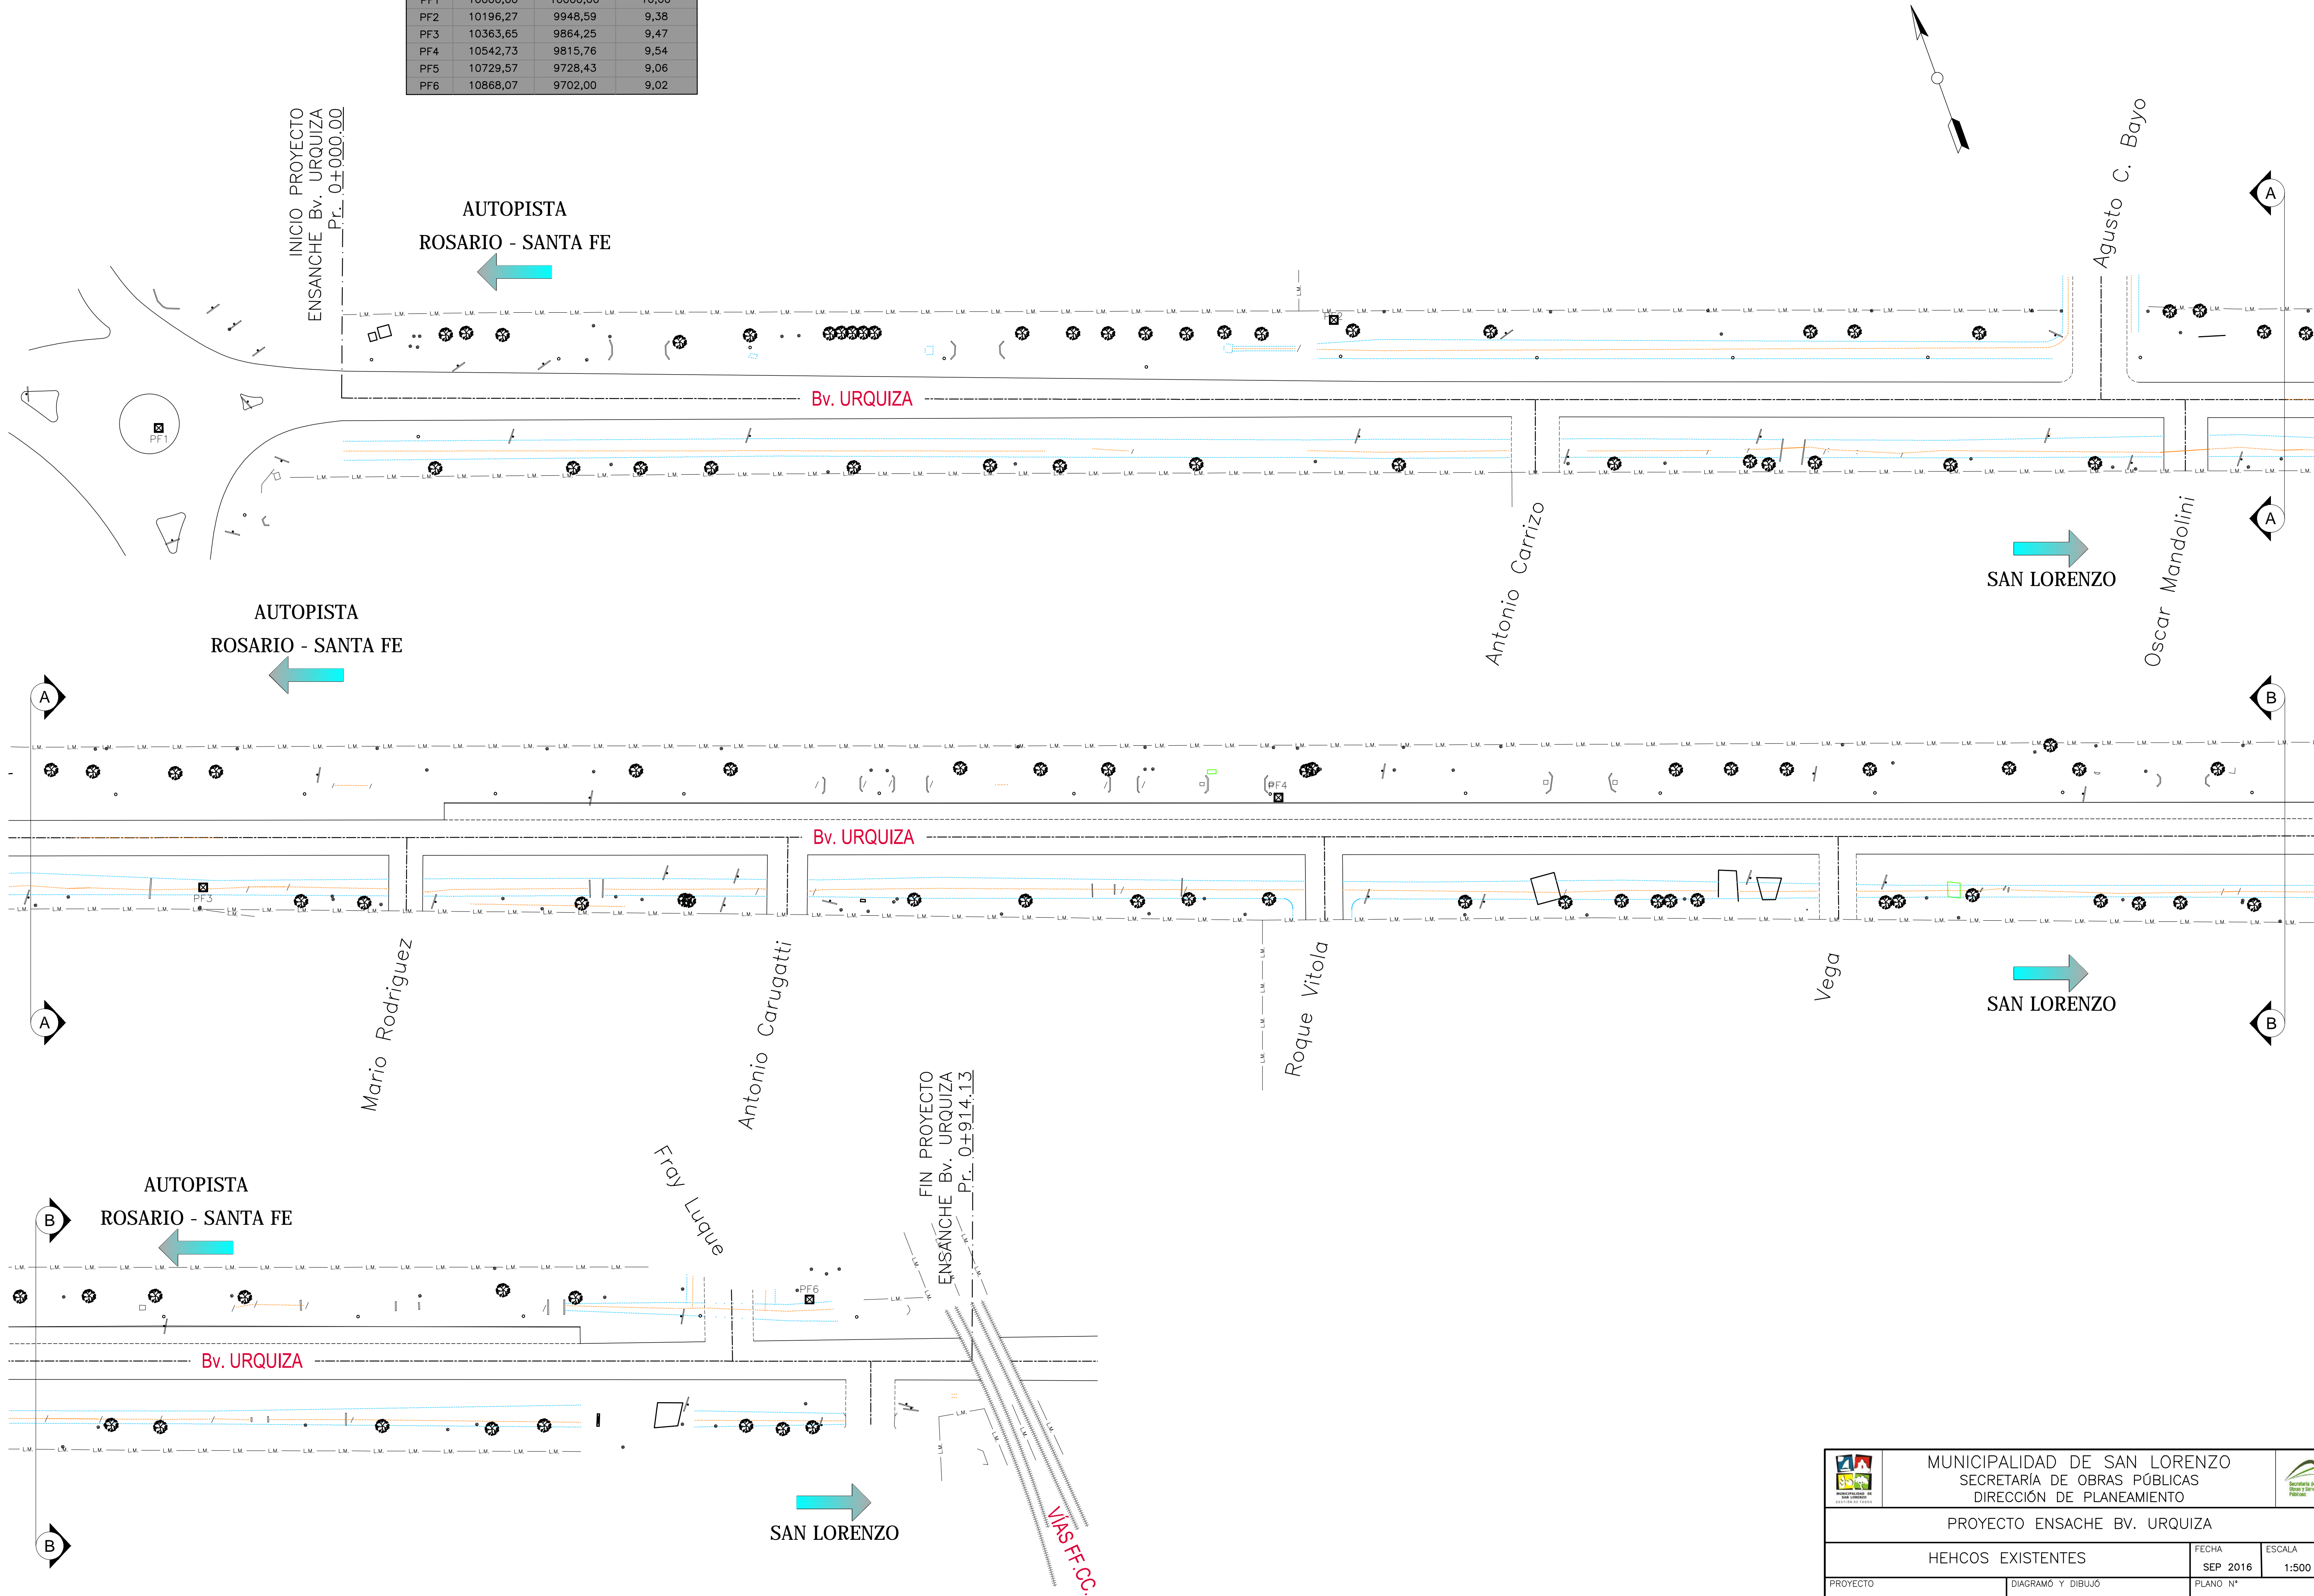 PF2 10196,27 9948,59 9,38
PF3 10363,65 9864,25 9,47
PF4 10542,73 9815,76 9,54
PF5 10729,57 9728,43 9,06
PF6 10868,07 9702,00 9,02
INICIO PROYECTO
ENSANCHE Bv. URQUIZA
Pr. 0+000.00
AUTOPISTA
ROSARIO - SANTA FE
Agusto C. Bayo
A
PF2
L.M.
Bv. URQUIZA
PF1
L.M.
A
Antonio Carrizo
Oscar Mandolini
SAN LORENZO
AUTOPISTA
ROSARIO - SANTA FE
A
B
L.M.
PF4
Bv. URQUIZA
PF3
L.M.
Mario Rodriguez
Antonio Carugatti
Roque Vitola
Vega
SAN LORENZO
A
B
FIN PROYECTO
ENSANCHE Bv. URQUIZA
Pr. 0+914.13
Fray Luque
AUTOPISTA
ROSARIO - SANTA FE
B
L.M.
PF6
Bv. URQUIZA
L.M.
SAN LORENZO
VÍAS FF.CC.
B
MUNICIPALIDAD DE SAN LORENZO
SECRETARÍA DE OBRAS PÚBLICAS
DIRECCIÓN DE PLANEAMIENTO
MUNICIPALIDAD DE
SAN LORENZO
PROYECTO ENSACHE BV. URQUIZA
HEHCOS EXISTENTES
FECHA
SEP 2016
ESCALA
1:500
PROYECTO
DIAGRAMÓ Y DIBUJÓ
PLANO N°